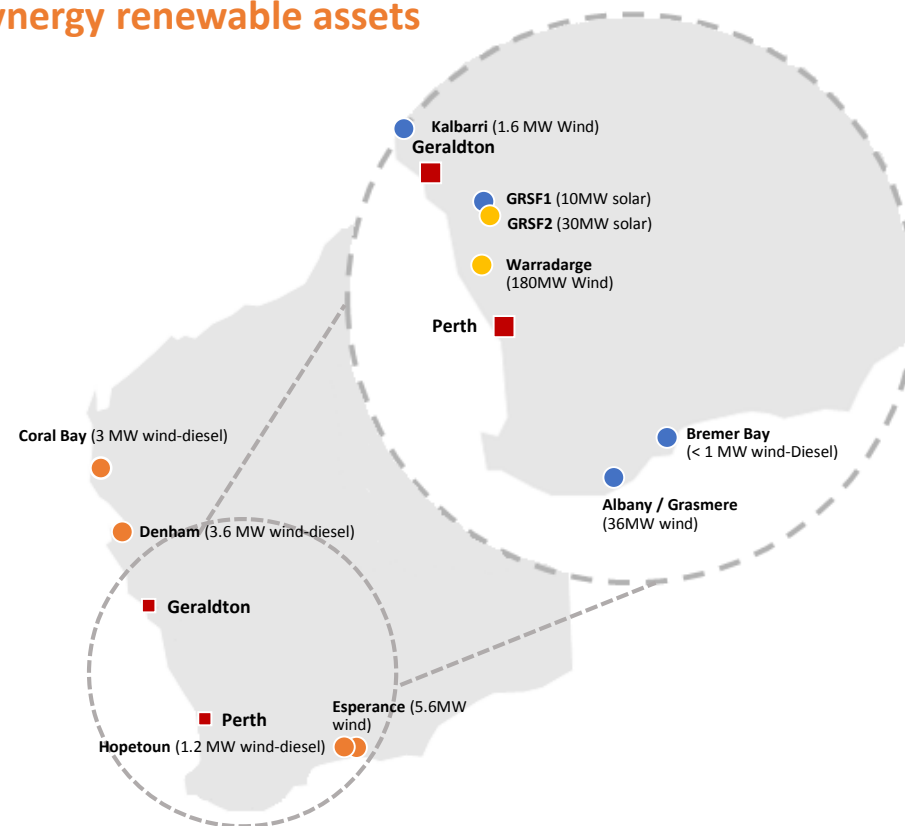 ynergy renewable assets
Kalbarri (1.6 MW Wind)
Geraldton
GRSF1 (10MW solar)
GRSF2 (30MW solar)
Warradarge
(180MW Wind)
Perth
Coral Bay (3 MW wind-diesel)
Bremer Bay
(< 1 MW wind-Diesel)
Albany / Grasmere
(36MW wind)
Denham (3.6 MW wind-diesel)
Geraldton
Esperance (5.6MW
wind)
Perth
Hopetoun (1.2 MW wind-diesel)